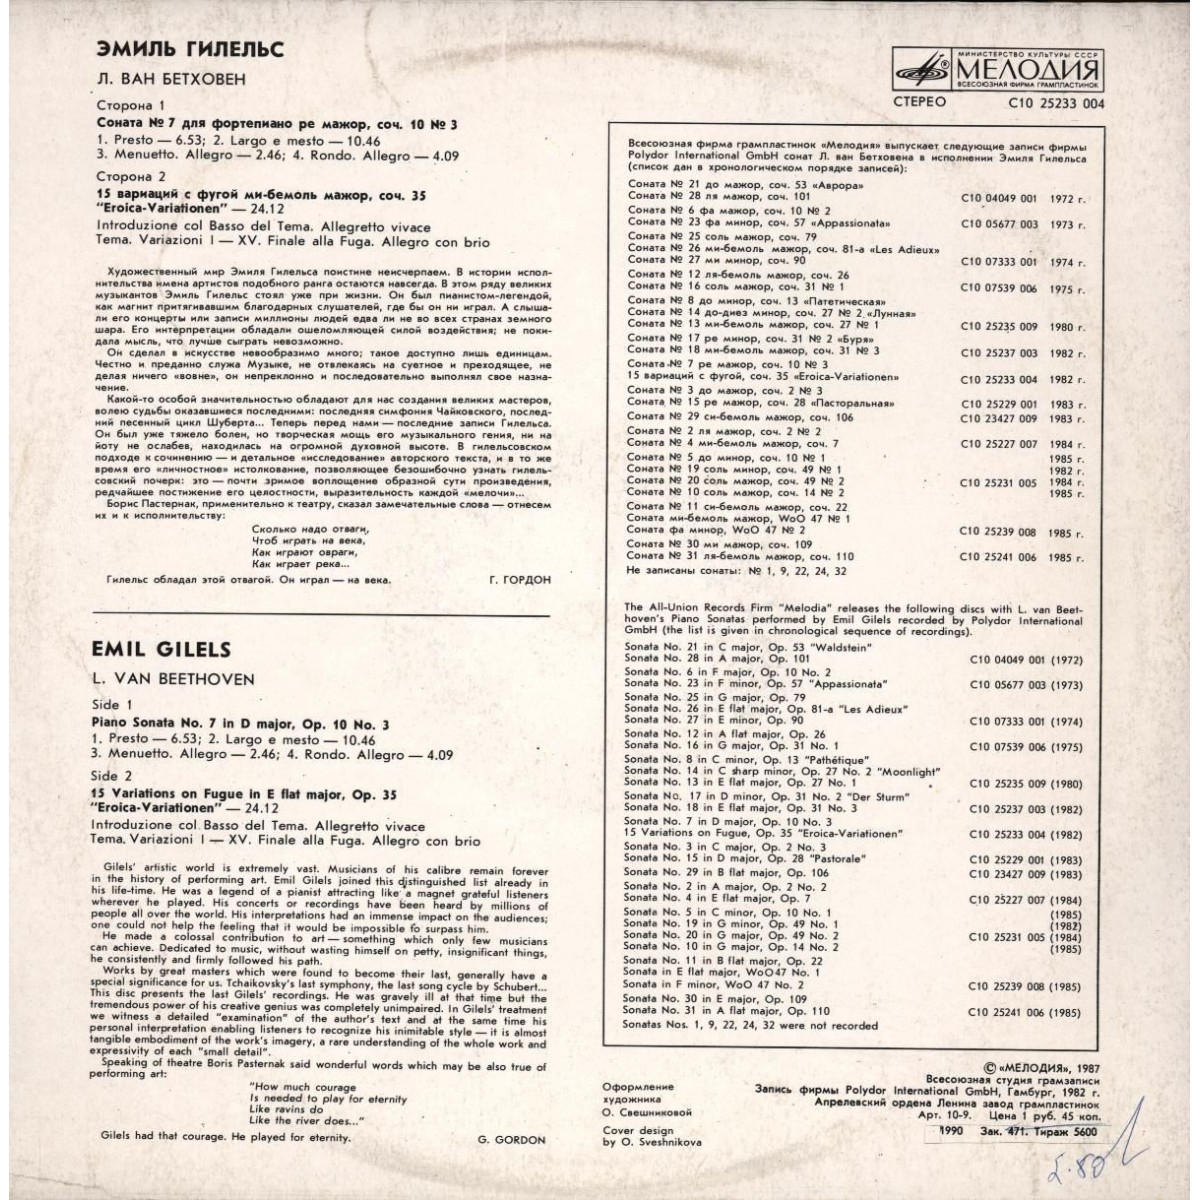 ЭМИЛЬ ГИЛЕЛЬС
Л. ВАН БЕТХОВЕН
Сторона 1
Соната № 7 для фортепиано ре мажор, соч. 10 № 3
1. Presto — 6.53; 2. Largo e mesto — 10.46
3. Menuetto. Allegro — 2.46; 4. Rondo. Allegro — 4.09
Сторона 2
15 вариаций с фугой ми-бемоль мажор, соч. 35
"Eroica-Variationen" — 24.12
Introduzione col Basso del Tema. Allegretto vivace
Tema. Variazioni I — XV. Finale alla Fuga. Allegro con brio
Художественный мир Эмиля Гилельса поистине неисчерпаем. В истории испол-
нительства имена артистов подобного ранга остаются навсегда. В этом ряду великих
музыкантов Эмиль Гилельс стоял уже при жизни. Он был пианистом-легендой,
как магнит притягивавшим благодарных слушателей, где бы он ни играл. А слыша-
ли его концерты или записи миллионы людей едва ли не во всех странах земного
шара. Его интерпретации обладали ошеломляющей силой воздействия; не поки-
дала мысль, что лучше сыграть невозможно.
Он сделал в искусстве невообразимо много; такое доступно лишь единицам.
Честно и преданно служа Музыке, не отвлекаясь на суетное и преходящее, не
делая ничего «вовне», он непреклонно и последовательно выполнял свое назна-
чение.
Какой-то особой значительностью обладают для нас создания великих мастеров,
волею судьбы оказавшиеся последними: последняя симфония Чайковского, послед-
ний песенный цикл Шуберта... Теперь перед нами — последние записи Гилельса.
Он был уже тяжело болен, но творческая мощь его музыкального гения, ни на
йоту не ослабев, находилась на огромной духовной высоте. В гилельсовском
подходе к сочинению — и детальное «исследование» авторского текста, и в то же
время его «личностное» истолкование, позволяющее безошибочно узнать гилель-
совский почерк: это — почти зримое воплощение образной сути произведения,
редчайшее постижение его целостности, выразительность каждой «мелочи»...
Борис Пастернак, применительно к театру, сказал замечательные слова — отнесем
их и к исполнительству:
Сколько надо отваги,
Чтоб играть на века,
Как играют овраги,
Как играет река...
Гилельс обладал этой отвагой. Он играл — на века.
Г. ГОРДОН
EMIL GILELS
L. VAN BEETHOVEN
Side 1
Piano Sonata No. 7 in D major, Op. 10 No. 3
1. Presto — 6.53; 2. Largo e mesto — 10.46
3. Menuetto. Allegro — 2.46; 4. Rondo. Allegro — 4.09
Side 2
15 Variations on Fugue in E flat major, Op. 35
"Eroica-Variationen" — 24.12
Introduzione col Basso del Tema. Allegretto vivace
Tema. Variazioni I — XV. Finale alla Fuga. Allegro con brio
Gilels' artistic world is extremely vast. Musicians of his calibre remain forever
in the history of performing art. Emil Gilels joined this distinguished list already in
his life-time. He was a legend of a pianist attracting like a magnet grateful listeners
wherever he played. His concerts or recordings have been heard by millions of
people all over the world. His interpretations had an immense impact on the audiences;
one could not help the feeling that it would be impossible to surpass him.
He made a colossal contribution to art — something which only few musicians
can achieve. Dedicated to music, without wasting himself on petty, insignificant things,
he consistently and firmly followed his path.
Works by great masters which were found to become their last, generally have a
special significance for us. Tchaikovsky's last symphony, the last song cycle by Schubert...
This disc presents the last Gilels' recordings. He was gravely ill at that time but the
tremendous power of his creative genius was completely unimpaired. In Gilels' treatment
we witness a detailed "examination" of the author's text and at the same time his
personal interpretation enabling listeners to recognize his inimitable style — it is almost
tangible embodiment of the work's imagery, a rare understanding of the whole work and
expressivity of each "small detail".
Speaking of theatre Boris Pasternak said wonderful words which may be also true of
performing art:
"How much courage
Is needed to play for eternity
Like ravins do
Like the river does..."
Gilels had that courage. He played for eternity.
G. GORDON
МИНИСТЕРСТВО КУЛЬТУРЫ СССР
МЕЛОДИЯ
ВСЕСОЮЗНАЯ ФИРМА ГРАМПЛАСТИНОК
СТЕРЕО С10 25233 004
Всесоюзная фирма грампластинок «Мелодия» выпускает следующие записи фирмы
Polydor International GmbH сонат Л. ван Бетховена в исполнении Эмиля Гилельса
(список дан в хронологическом порядке записей):
Соната № 21 до мажор, соч. 53 «Аврора»
Соната № 28 ля мажор, соч. 101 С10 04049 001 1972 г.
Соната № 6 фа мажор, соч. 10 № 2
Соната № 23 фа минор, соч. 57 «Appassionata» С10 05677 003 1973 г.
Соната № 25 соль мажор, соч. 79
Соната № 26 ми-бемоль мажор, соч. 81-а «Les Adieux»
Соната № 27 ми минор, соч. 90 С10 07333 001 1974 г.
Соната № 12 ля-бемоль мажор, соч. 26
Соната № 16 соль мажор, соч. 31 № 1 С10 07539 006 1975 г.
Соната № 8 до минор, соч. 13 «Патетическая»
Соната № 14 до-диез минор, соч. 27 № 2 «Лунная»
Соната № 13 ми-бемоль мажор, соч. 27 № 1 С10 25235 009 1980 г.
Соната № 17 ре минор, соч. 31 № 2 «Буря»
Соната № 18 ми-бемоль мажор, соч. 31 № 3 С10 25237 003 1982 г.
Соната № 7 ре мажор, соч. 10 № 3
15 вариаций с фугой, соч. 35 «Eroica-Variationen» С10 25233 004 1982 г.
Соната № 3 до мажор, соч. 2 № 3
Соната № 15 ре мажор, соч. 28 «Пасторальная» С10 25229 001 1983 г.
Соната № 29 си-бемоль мажор, соч. 106 С10 23427 009 1983 г.
Соната № 2 ля мажор, соч. 2 № 2
Соната № 4 ми-бемоль мажор, соч. 7 С10 25227 007 1984 г.
Соната № 5 до минор, соч. 10 № 1 1985 г.
Соната № 19 соль минор, соч. 49 № 1 1982 г.
Соната № 20 соль мажор, соч. 49 № 2 С10 25231 005 1984 г.
Соната № 10 соль мажор, соч. 14 № 2 1985 г.
Соната № 11 си-бемоль мажор, соч. 22
Соната ми-бемоль мажор, WoO 47 № 1
Соната фа минор, WoO 47 № 2 С10 25239 008 1985 г.
Соната № 30 ми мажор, соч. 109
Соната № 31 ля-бемоль мажор, соч. 110 С10 25241 006 1985 г.
Не записаны сонаты: № 1, 9, 22, 24, 32
The All-Union Records Firm "Melodia" releases the following discs with L. van Beet-
hoven's Piano Sonatas performed by Emil Gilels recorded by Polydor International
GmbH (the list is given in chronological sequence of recordings).
Sonata No. 21 in C major, Op. 53 "Waldstein"
Sonata No. 28 in A major, Op. 101 С10 04049 001 (1972)
Sonata No. 6 in F major, Op. 10 No. 2
Sonata No. 23 in F minor, Op. 57 "Appassionata" С10 05677 003 (1973)
Sonata No. 25 in G major, Op. 79
Sonata No. 26 in E flat major, Op. 81-a "Les Adieux"
Sonata No. 27 in E minor, Op. 90 С10 07333 001 (1974)
Sonata No. 12 in A flat major, Op. 26
Sonata No. 16 in G major, Op. 31 No. 1 С10 07539 006 (1975)
Sonata No. 8 in C minor, Op. 13 "Pathétique"
Sonata No. 14 in C sharp minor, Op. 27 No. 2 "Moonlight"
Sonata No. 13 in E flat major, Op. 27 No. 1 С10 25235 009 (1980)
Sonata No. 17 in D minor, Op. 31 No. 2 "Der Sturm"
Sonata No. 18 in E flat major, Op. 31 No. 3 С10 25237 003 (1982)
Sonata No. 7 in D major, Op. 10 No. 3
15 Variations on Fugue, Op. 35 "Eroica-Variationen" С10 25233 004 (1982)
Sonata No. 3 in C major, Op. 2 No. 3
Sonata No. 15 in D major, Op. 28 "Pastorale" С10 25229 001 (1983)
Sonata No. 29 in B flat major, Op. 106 С10 23427 009 (1983)
Sonata No. 2 in A major, Op. 2 No. 2
Sonata No. 4 in E flat major, Op. 7 С10 25227 007 (1984)
Sonata No. 5 in C minor, Op. 10 No. 1 (1985)
Sonata No. 19 in G minor, Op. 49 No. 1 (1982)
Sonata No. 20 in G major, Op. 49 No. 2 С10 25231 005 (1984)
Sonata No. 10 in G major, Op. 14 No. 2 (1985)
Sonata No. 11 in B flat major, Op. 22
Sonata in E flat major, WoO47 No. 1
Sonata in F minor, WoO 47 No. 2 С10 25239 008 (1985)
Sonata No. 30 in E major, Op. 109
Sonata No. 31 in A flat major, Op. 110 С10 25241 006 (1985)
Sonatas Nos. 1, 9, 22, 24, 32 were not recorded
Оформление
художника
О. Свешниковой
Cover design
by O. Sveshnikova
© «МЕЛОДИЯ», 1987
Всесоюзная студия грамзаписи
Запись фирмы Polydor International GmbH, Гамбург, 1982 г.
Апрелевский ордена Ленина завод грампластинок
Арт. 10-9. Цена 1 руб. 45 коп.
1990 Зак. 471. Тираж 5600